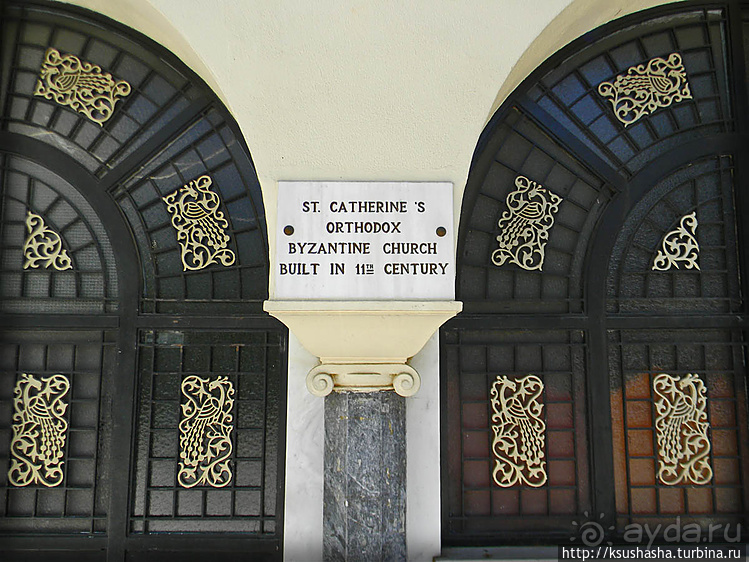 ST. CATHERINE 'S
ORTHODOX
BYZANTINE CHURCH
BUILT IN 11TH CENTURY
ayda.ru
http://ksushasha.turbina.ru